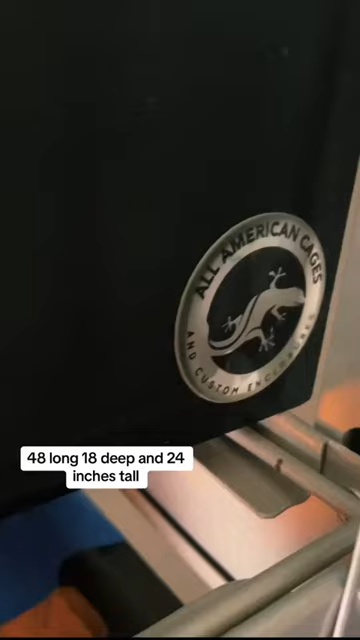 ALL AMERICAN CAGES
AND CUSTOM ENCLOSURES
48 long 18 deep and 24
inches tall